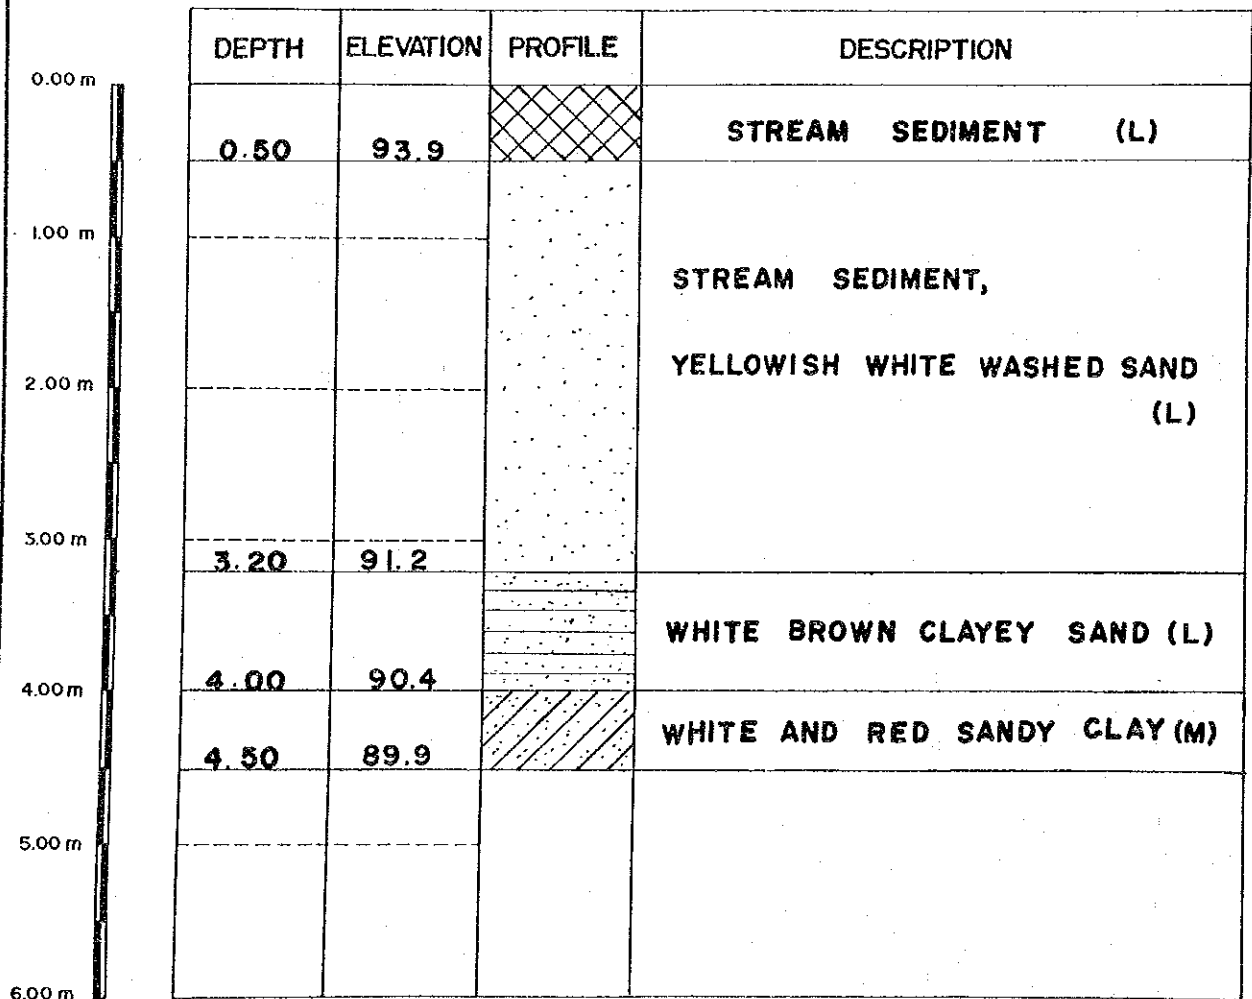 DEPTH ELEVATION PROFILE DESCRIPTION
0.00 m
0.50 93.9 STREAM SEDIMENT (L)
1.00 m
STREAM SEDIMENT,
YELLOWISH WHITE WASHED SAND
2.00 m
(L)
3.00 m
3.20 91.2
WHITE BROWN CLAYEY SAND (L)
4.00 90.4
4.00 m
WHITE AND RED SANDY CLAY (M)
4.50 89.9
5.00 m
6.00 m